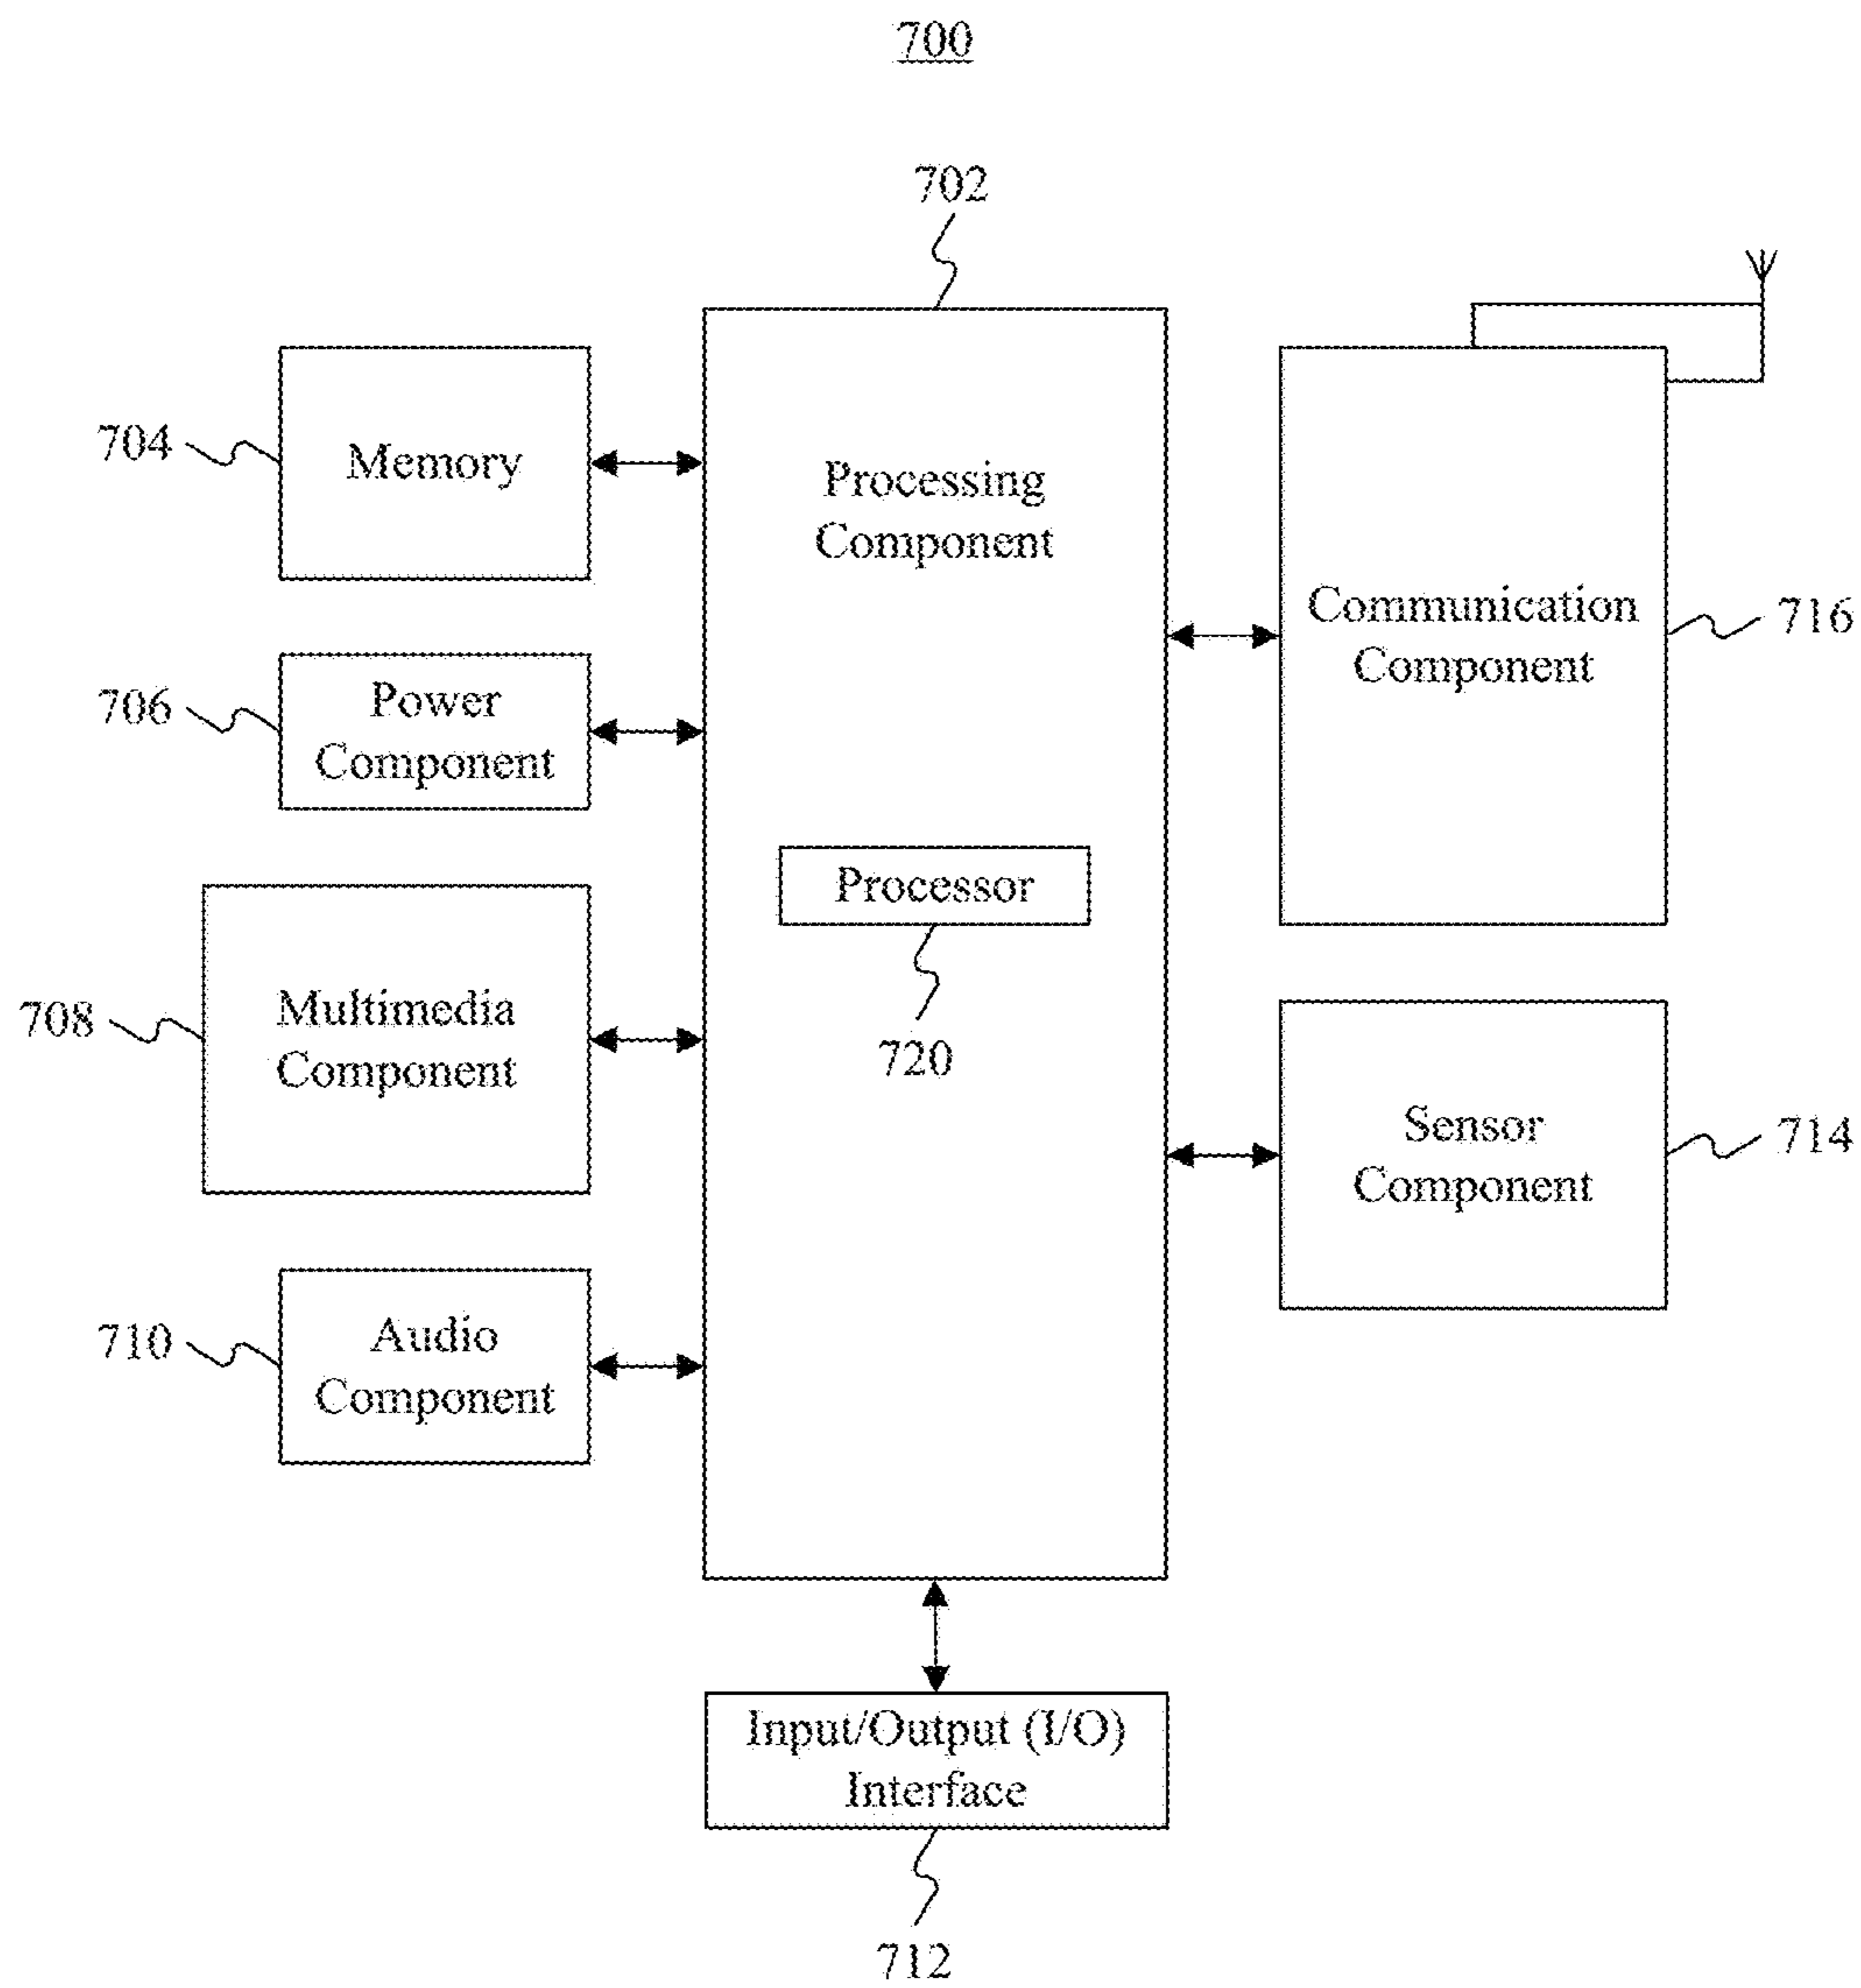 700
702
704
Memory
Processing
Component
Communication
Component
716
706
Power
Component
Processor
720
708
Multimedia
Component
Sensor
Component
714
710
Audio
Component
Input/Output (I/O)
Interface
712